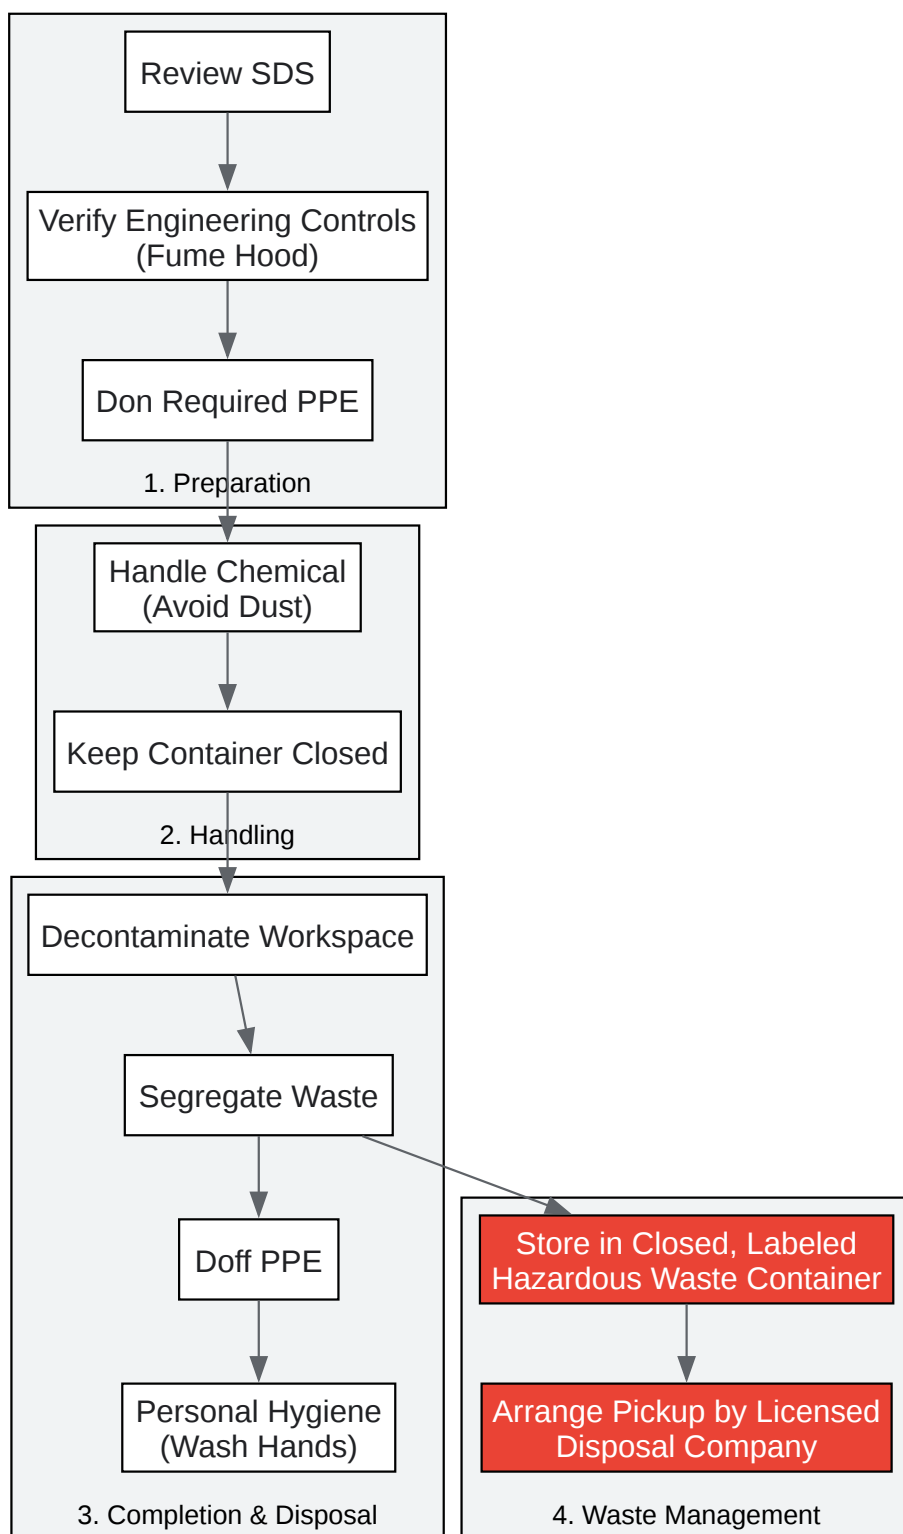 Review SDS
Verify Engineering Controls
(Fume Hood)
Don Required PPE
1. Preparation
Handle Chemical
(Avoid Dust)
Keep Container Closed
2. Handling
Decontaminate Workspace
Segregate Waste
Doff PPE
Personal Hygiene
(Wash Hands)
3. Completion & Disposal
Store in Closed, Labeled
Hazardous Waste Container
Arrange Pickup by Licensed
Disposal Company
4. Waste Management